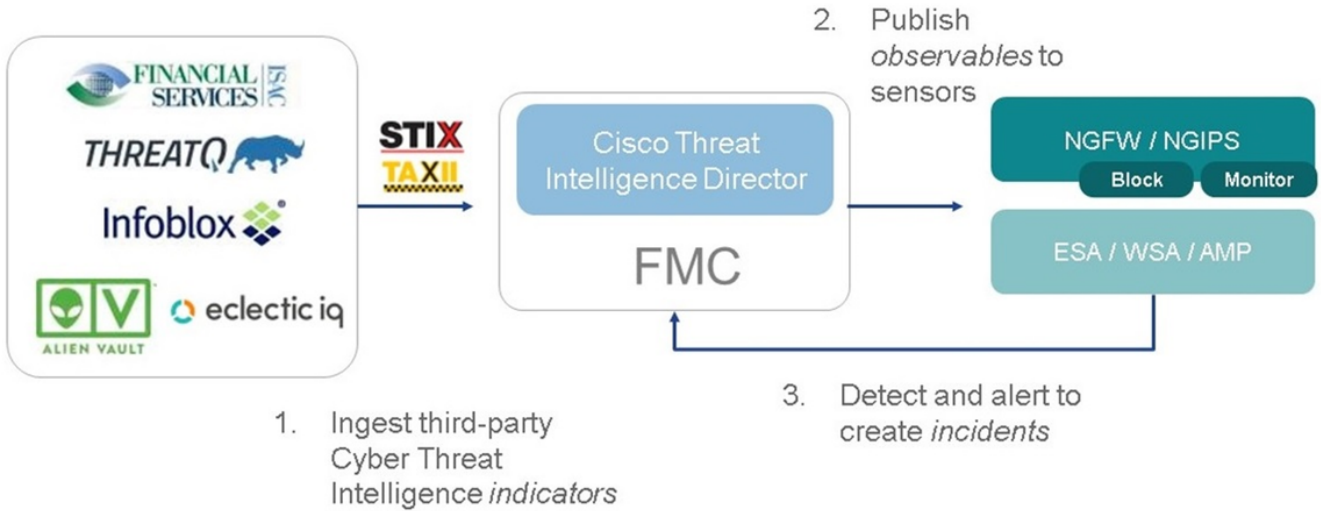 FINANCIAL
SERVICES
ISAC
THREATQ
Infoblox
®
ALIEN VAULT
eclectic iq
STIX
TAXII
1. Ingest third-party
Cyber Threat
Intelligence indicators
Cisco Threat
Intelligence Director
FMC
2. Publish
observables to
sensors
NGFW / NGIPS
Block
Monitor
ESA / WSA / AMP
3. Detect and alert to
create incidents